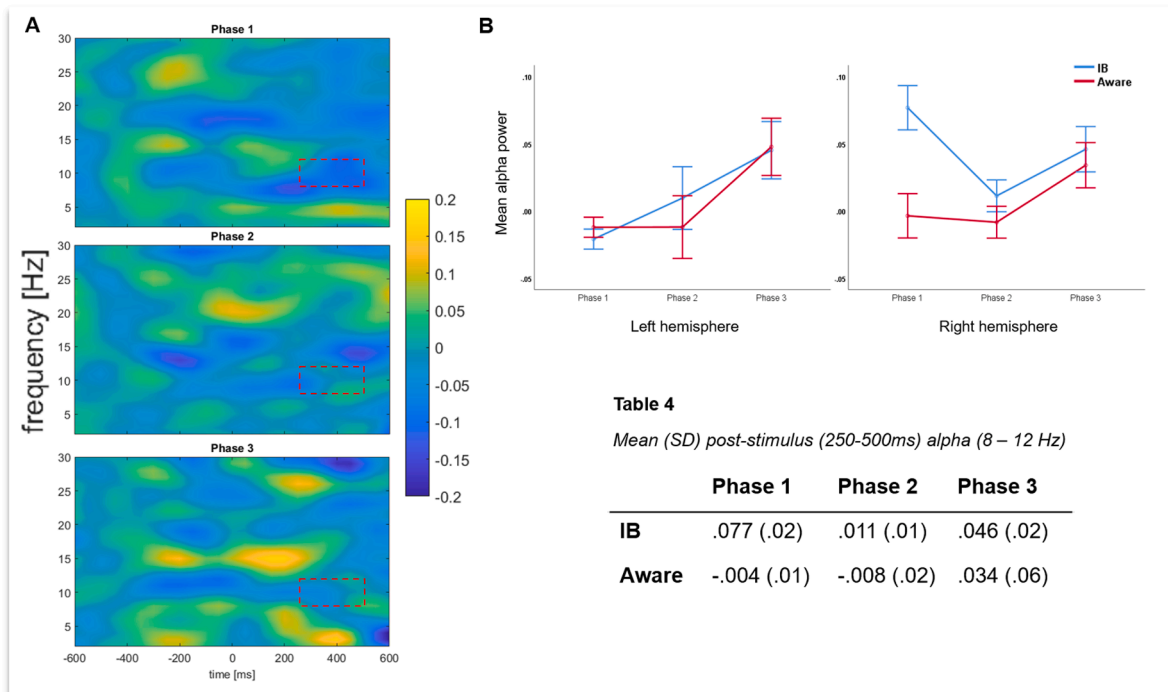 A
Phase 1
30
25
20
15
10
5
Phase 2
30
25
20
15
10
5
Phase 3
30
25
20
15
10
5
-600 -400 -200 0 200 400 600
time [ms]
frequency [Hz]
0.2
0.15
0.1
0.05
0
-0.05
-0.1
-0.15
-0.2
B
Mean alpha power
.10
.05
.00
.05
Phase 1 Phase 2 Phase 3
Left hemisphere
.10
.05
.00
.05
IB
Aware
Phase 1 Phase 2 Phase 3
Right hemisphere
Table 4
Mean (SD) post-stimulus (250-500ms) alpha (8 – 12 Hz)
Phase 1 Phase 2 Phase 3
IB .077 (.02) .011 (.01) .046 (.02)
Aware -.004 (.01) -.008 (.02) .034 (.06)